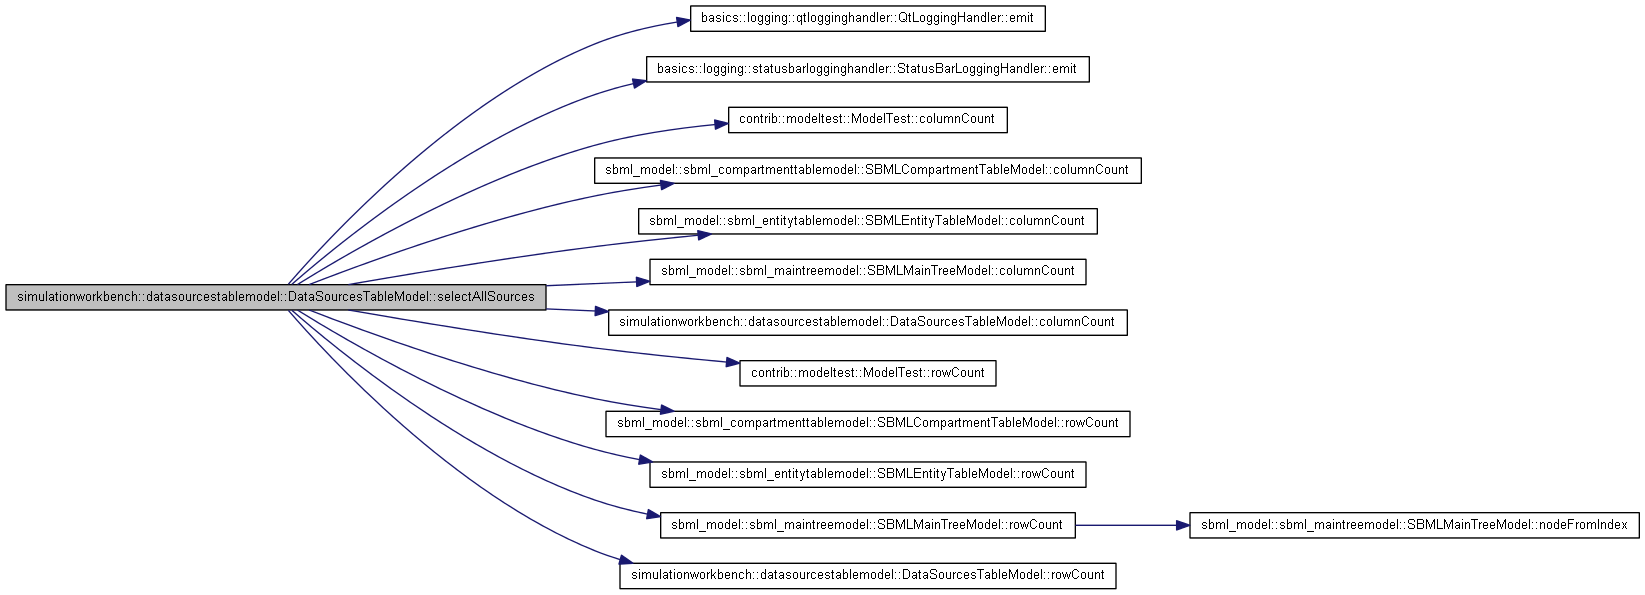 basics::logging::qtlogginghandler::QtLoggingHandler::emit
basics::logging::statusbarlogginghandler::StatusBarLoggingHandler::emit
contrib::modeltest::ModelTest::columnCount
sbml_model::sbml_compartmenttablemodel::SBMLCompartmentTableModel::columnCount
sbml_model::sbml_entitytablemodel::SBMLEntityTableModel::columnCount
sbml_model::sbml_maintreemodel::SBMLMainTreeModel::columnCount
simulationworkbench::datasourcestablemodel::DataSourcesTableModel::selectAllSources
simulationworkbench::datasourcestablemodel::DataSourcesTableModel::columnCount
contrib::modeltest::ModelTest::rowCount
sbml_model::sbml_compartmenttablemodel::SBMLCompartmentTableModel::rowCount
sbml_model::sbml_entitytablemodel::SBMLEntityTableModel::rowCount
sbml_model::sbml_maintreemodel::SBMLMainTreeModel::rowCount
sbml_model::sbml_maintreemodel::SBMLMainTreeModel::nodeFromIndex
simulationworkbench::datasourcestablemodel::DataSourcesTableModel::rowCount